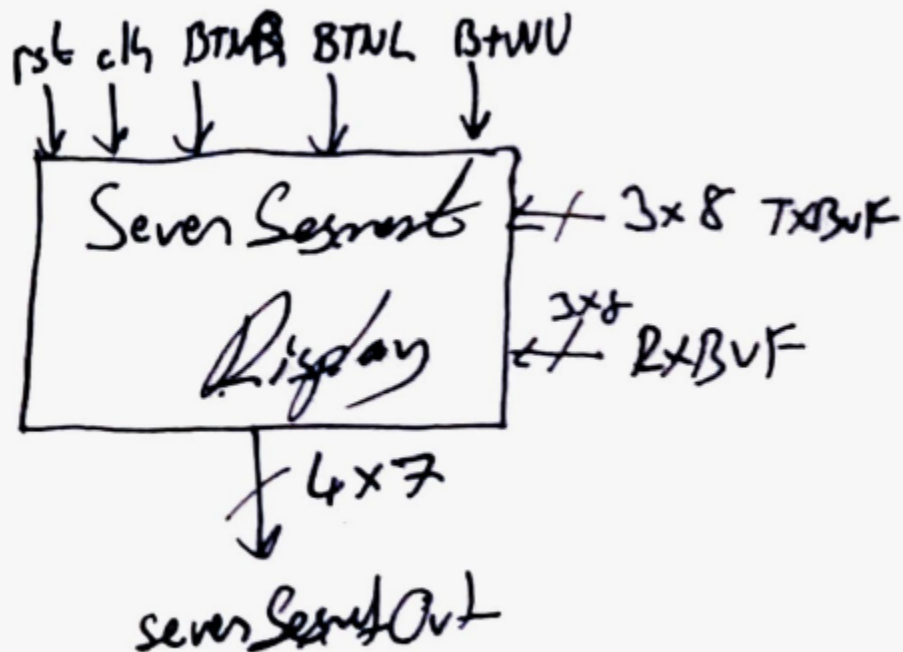 rst clk BTNR BTNL BtNU
Seven Segment
3x8 TXBUF
Display
3x8
RXBUF
4x7
sevenSegmentOut